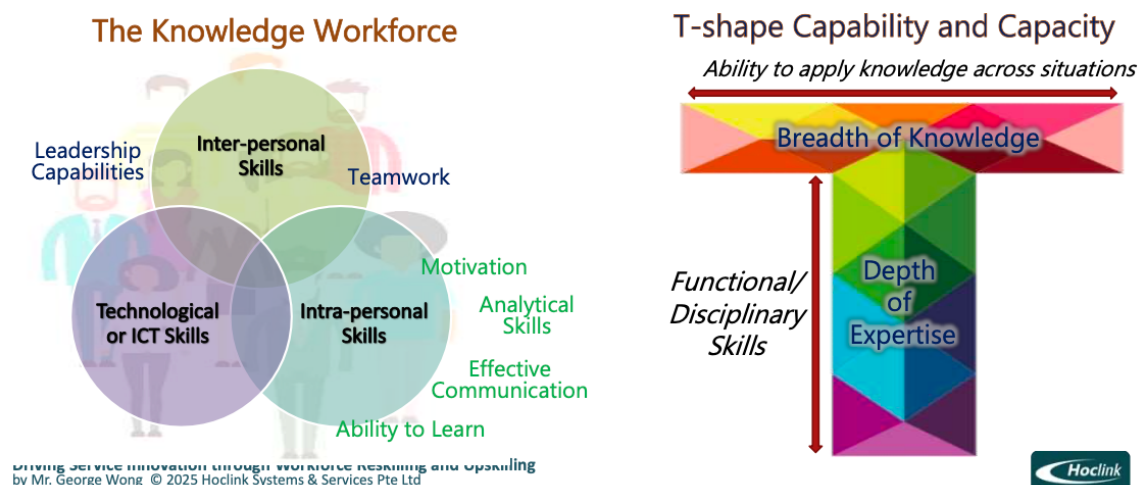 The Knowledge Workforce
Inter-personal
Skills
Leadership
Capabilities
Teamwork
Technological
or ICT Skills
Intra-personal
Skills
Motivation
Analytical
Skills
Effective
Communication
Ability to Learn
T-shape Capability and Capacity
Ability to apply knowledge across situations
Breadth of Knowledge
Functional/
Disciplinary
Skills
Depth
of
Expertise
Driving Service Innovation through Workforce Reskilling and Upskilling
by Mr. George Wong © 2025 Hoclink Systems & Services Pte Ltd
Hoclink